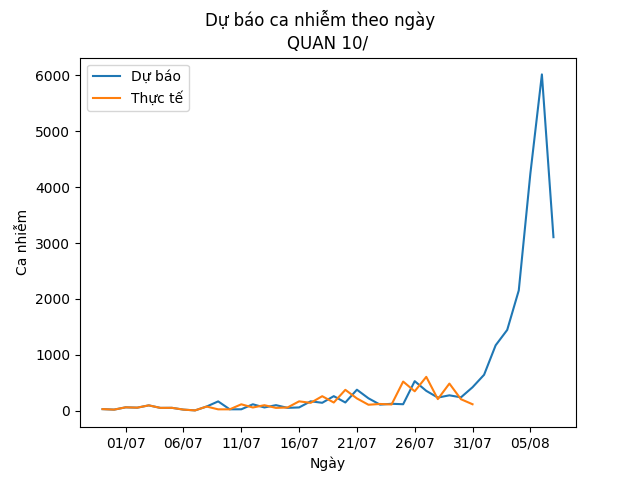 Dự báo ca nhiễm theo ngày
QUAN 10/
Dự báo
Thực tế
6000
5000
4000
3000
2000
1000
0
Ca nhiễm
01/07 06/07 11/07 16/07 21/07 26/07 31/07 05/08
Ngày